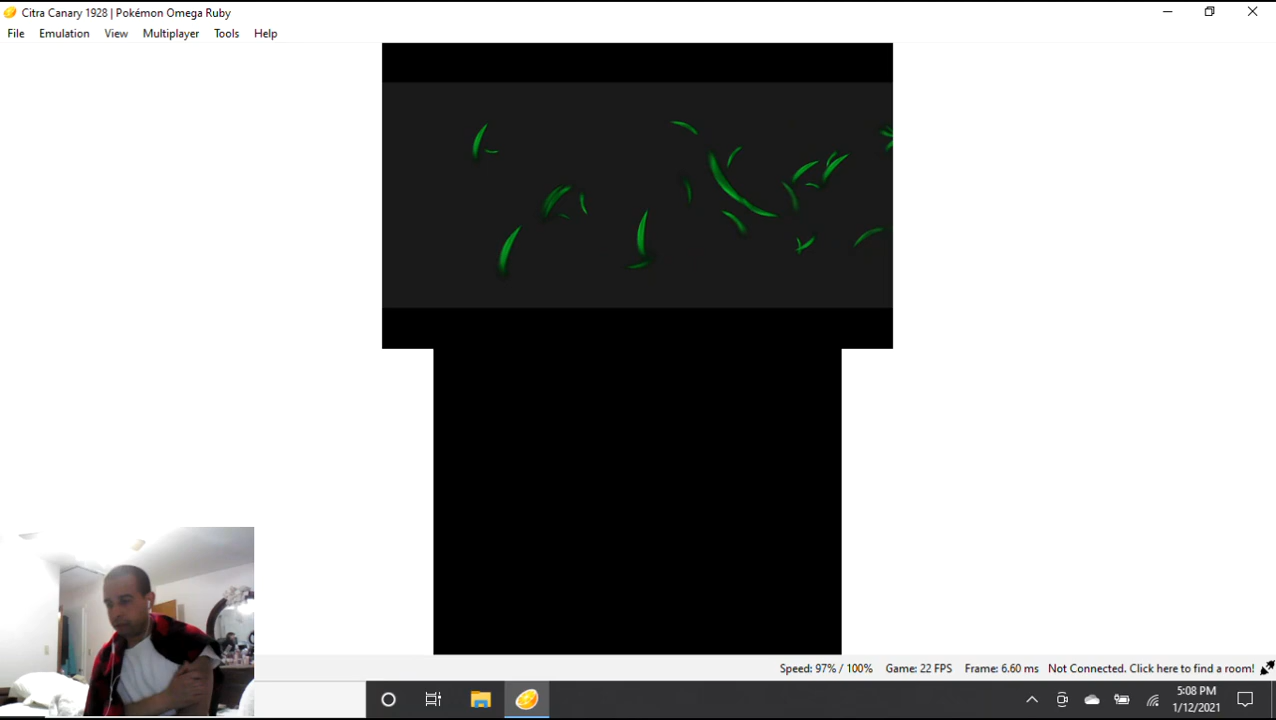 Citra Canary 1928 | Pokémon Omega Ruby
File Emulation View Multiplayer Tools Help
Speed: 97% / 100% Game: 22 FPS Frame: 6.60 ms Not Connected. Click here to find a room!
5:08 PM
1/12/2021